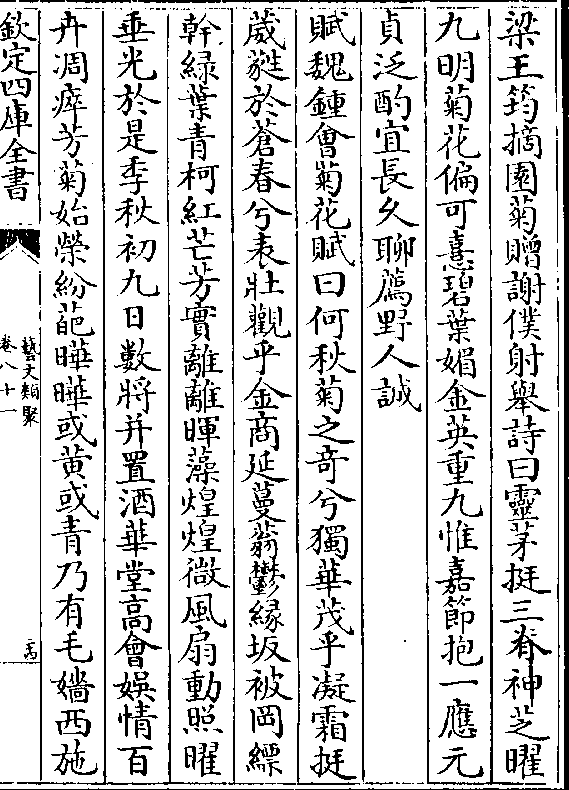 梁王筠摘園菊贈謝僕射舉詩曰靈茅挺三脊神芝曜
九明菊花偏可憙碧葉媚金英重九惟嘉節抱一應元
貞泛酌宜長久聊薦野人誠
賦魏鍾會菊花賦曰何秋菊之竒兮獨華茂乎凝霜挺
葳蕤於蒼春兮表壯觀乎金商延蔓蓊鬱緣坂被岡縹
幹緑葉青柯紅芒芳實離離暉藻煌煌微風扇動照曜
垂光於是季秋初九日數將并置酒華堂高會娛情百
卉凋瘁芳菊始榮紛葩曄曄或黄或青乃有毛嬙西施
欽定四庫全書
藝文類聚
卷八十一